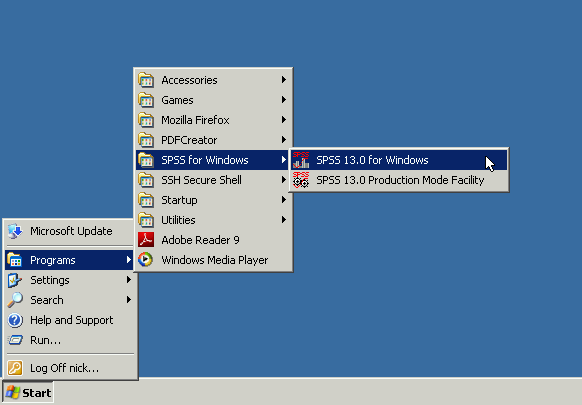 Accessories
Games
Mozilla Firefox
PDFCreator
SPSS for Windows
SSH Secure Shell
Startup
Utilities
Adobe Reader 9
Windows Media Player
SPSS
SPSS 13.0 for Windows
SPSS
SPSS 13.0 Production Mode Facility
Microsoft Update
Programs
Settings
Search
Help and Support
Run...
Log Off nick...
Start